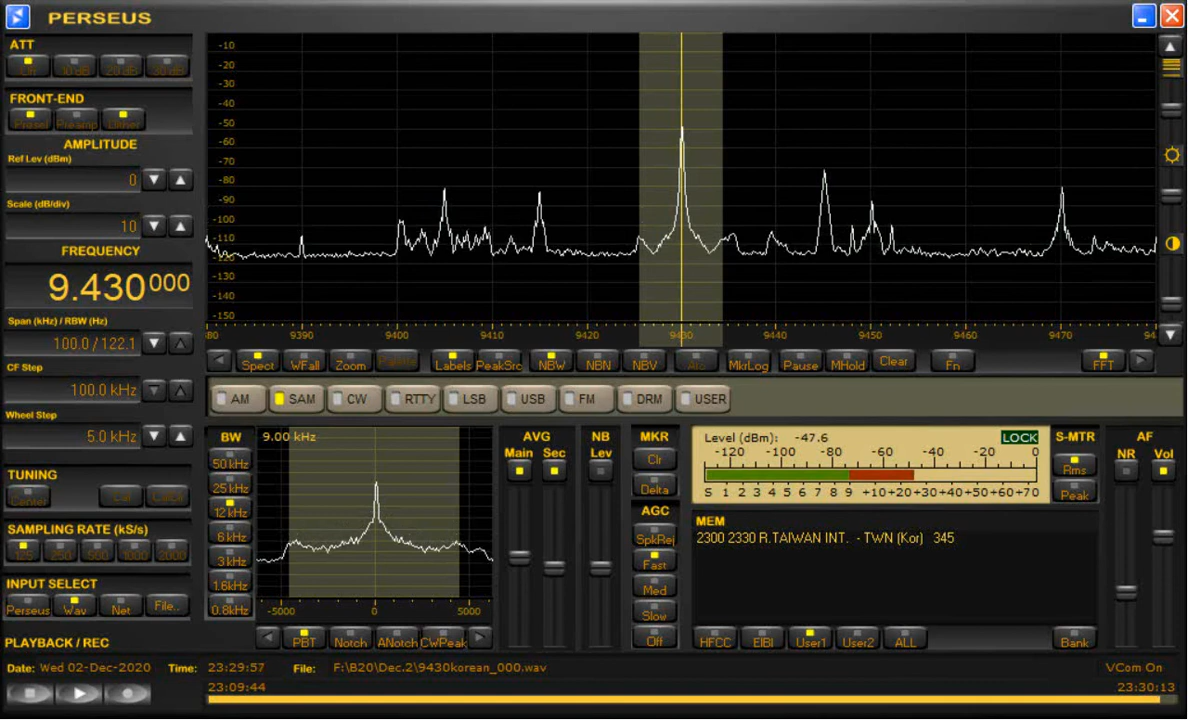 PERSEUS
ATT
Off 10 dB 20 dB 30 dB
FRONT-END
Presel Preamp Dither
AMPLITUDE
Ref Lev (dBm)
0
Scale (dB/div)
10
FREQUENCY
9.430000
Span (kHz) / RBW (Hz)
100.0 / 122.1
CF Step
100.0 kHz
Wheel Step
5.0 kHz
TUNING
Center
SAMPLING RATE (kS/s)
125 250 500 1000 2000
INPUT SELECT
Perseus Wav Net File..
PLAYBACK / REC
-10
-20
-30
-40
-50
-60
-70
-80
-90
-100
-110
-120
-130
-140
-150
80 9390 9400 9410 9420 9430 9440 9450 9460 9470 94
Spect WFall Zoom Labels PeakSrc NBW NBN NBV MkrLog Pause MHold Clear Fn FFT
AM SAM CW RTTY LSB USB FM DRM USER
BW
50 kHz
25 kHz
12 kHz
6 kHz
3 kHz
1.6kHz
0.8kHz
9.00 kHz
-5000 0 5000
PBT Notch ANotch CWPeak
AVG
Main Sec
NB
Lev
MKR
Clr
Delta
AGC
SpkRej
Fast
Med
Slow
Off
Level (dBm): -47.6 LOCK
-120 -100 -80 -60 -40 -20 0
S 1 2 3 4 5 6 7 8 9 +10+20+30+40+50+60+70
S-MTR
Rms
Peak
AF
NR Vol
MEM
2300 2330 R.TAIWAN INT. - TWN (Kor) 345
HFCC EIBI User1 User2 ALL Bank
Date: Wed 02-Dec-2020 Time: 23:29:57 File: F:\B20\Dec.2\9430korean_000.wav VCom On
23:09:44 23:30:13